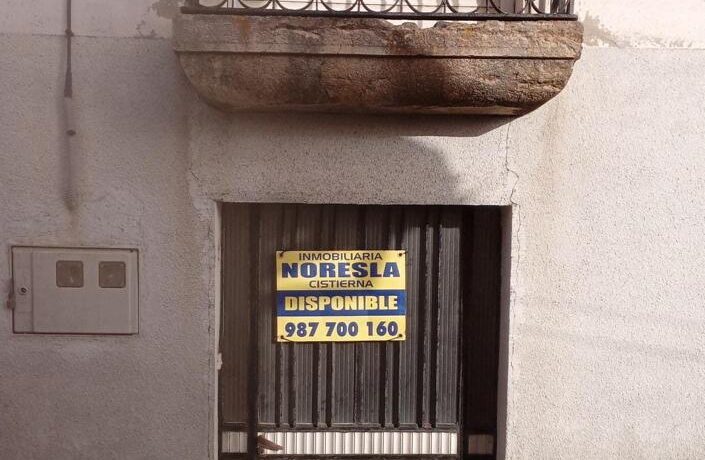 INMOBILIARIA
NORESLA
CISTIERNA
DISPONIBLE
987 700 160